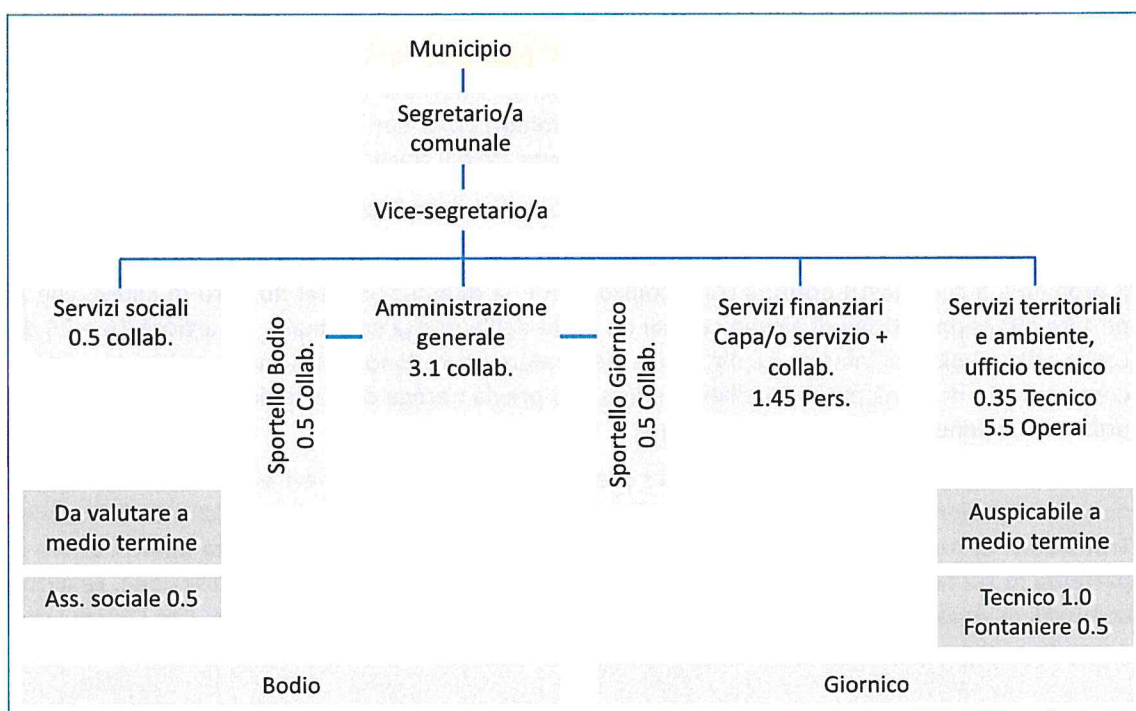 Municipio
Segretario/a
comunale
Vice-segretario/a
Servizi sociali
0.5 collab.
Sportello Bodio
0.5 Collab.
Amministrazione
generale
3.1 collab.
Sportello Giornico
0.5 Collab.
Servizi finanziari
Capa/o servizio +
collab.
1.45 Pers.
Servizi territoriali
e ambiente,
ufficio tecnico
0.35 Tecnico
5.5 Operai
Da valutare a
medio termine
Ass. sociale 0.5
Auspicabile a
medio termine
Tecnico 1.0
Fontaniere 0.5
Bodio
Giornico